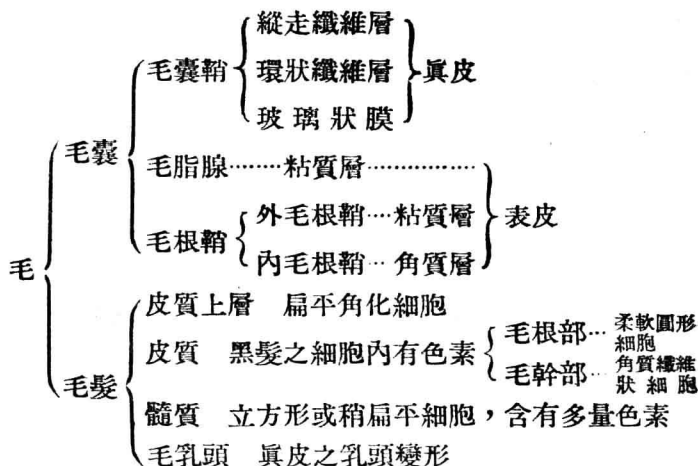 縱走纖維層
毛囊鞘 環狀纖維層 眞皮
玻璃狀膜
毛囊
毛脂腺……粘質層……………
外毛根鞘…粘質層 表皮
毛根鞘
內毛根鞘…角質層
毛
皮質上層 扁平角化細胞
毛根部…柔軟圓形細胞
皮質 黑髮之細胞內有色素
毛幹部…角質纖維狀細胞
毛髮
髓質 立方形或稍扁平細胞，含有多量色素
毛乳頭 眞皮之乳頭變形